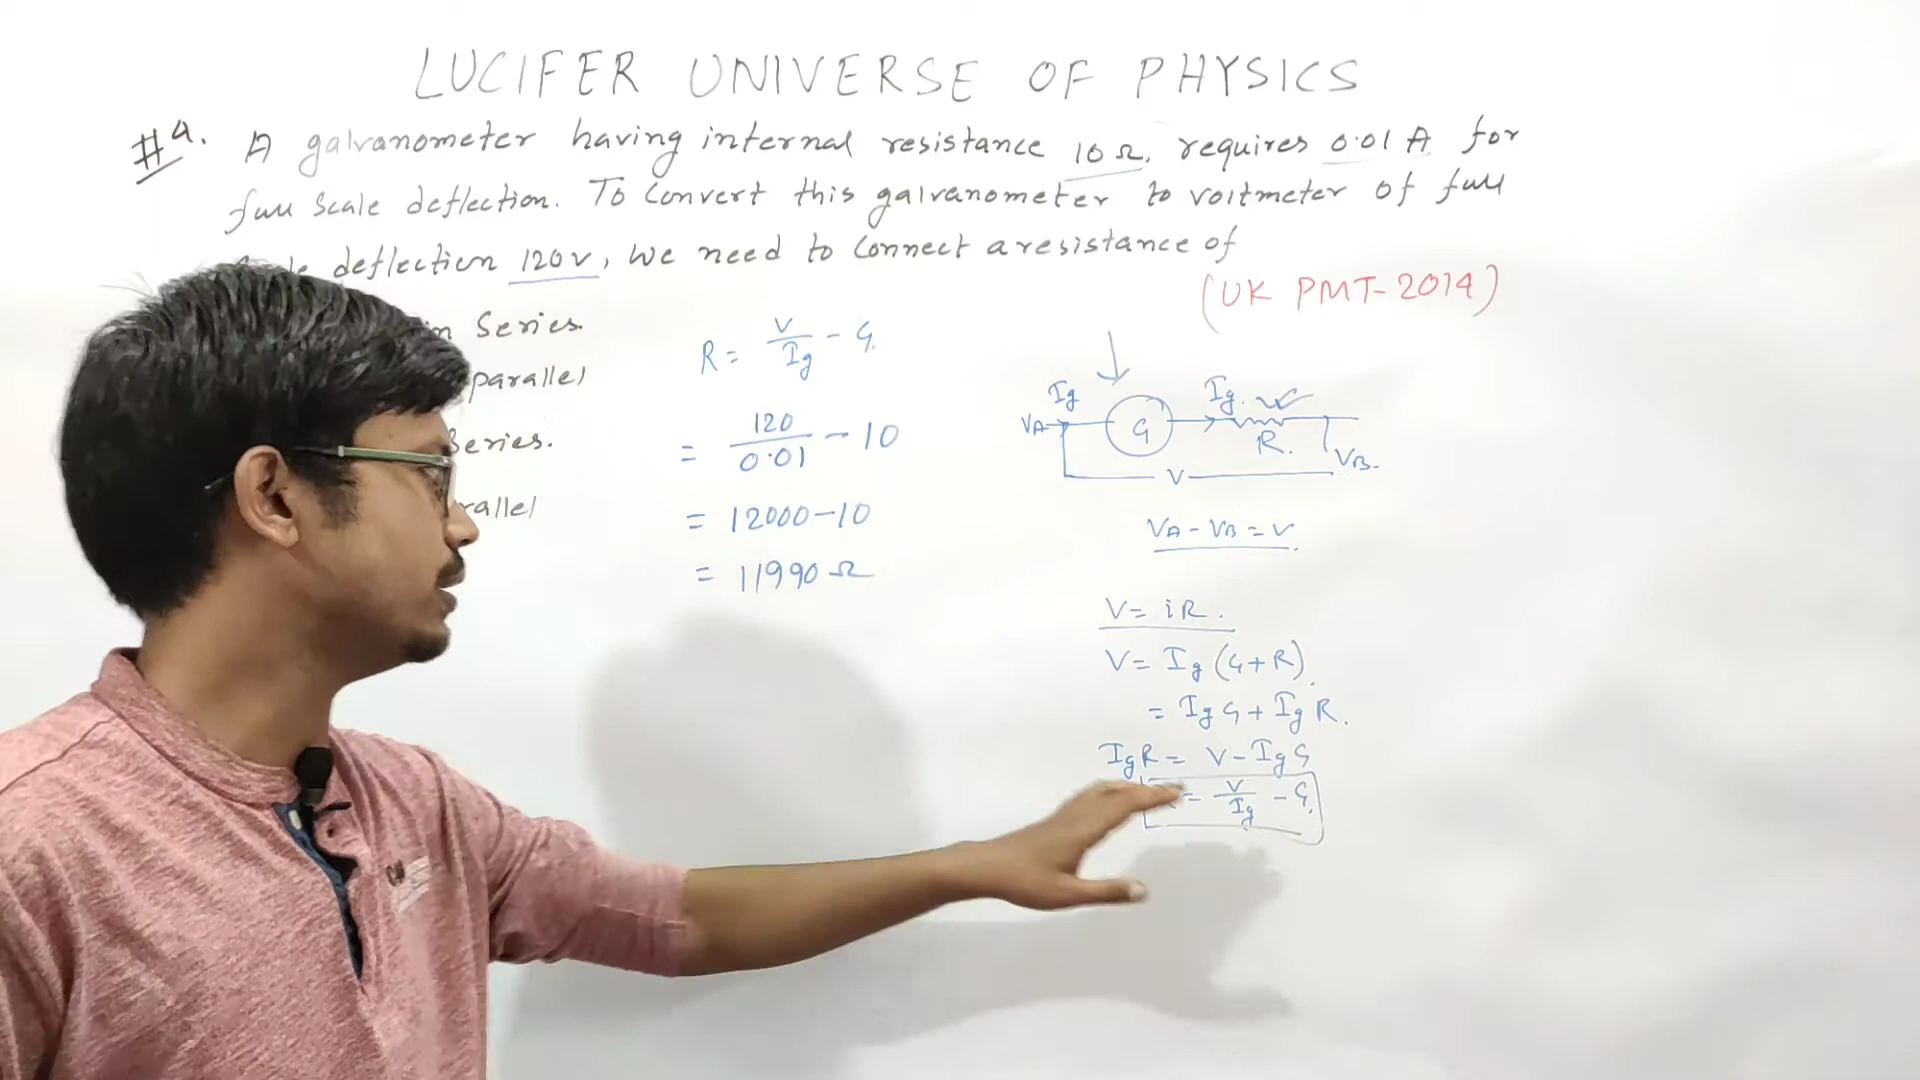 LUCIFER UNIVERSE OF PHYSICS
#4. A galvanometer having internal resistance 10 Ω, requires 0.01 A for
full scale deflection. To convert this galvanometer to voltmeter of full
deflection 120 v, we need to connect a resistance of
(UK PMT-2014)
in Series.
parallel
Series.
R = V/Ig - G.
= 120/0.01 - 10
= 12000-10
= 11990 Ω
Ig
Ig.
VA
G
R.
VB.
V
VA - VB = V.
V = iR.
V = Ig (G+R).
= Ig G + Ig R.
IgR = V - Ig G
= V/Ig - G.